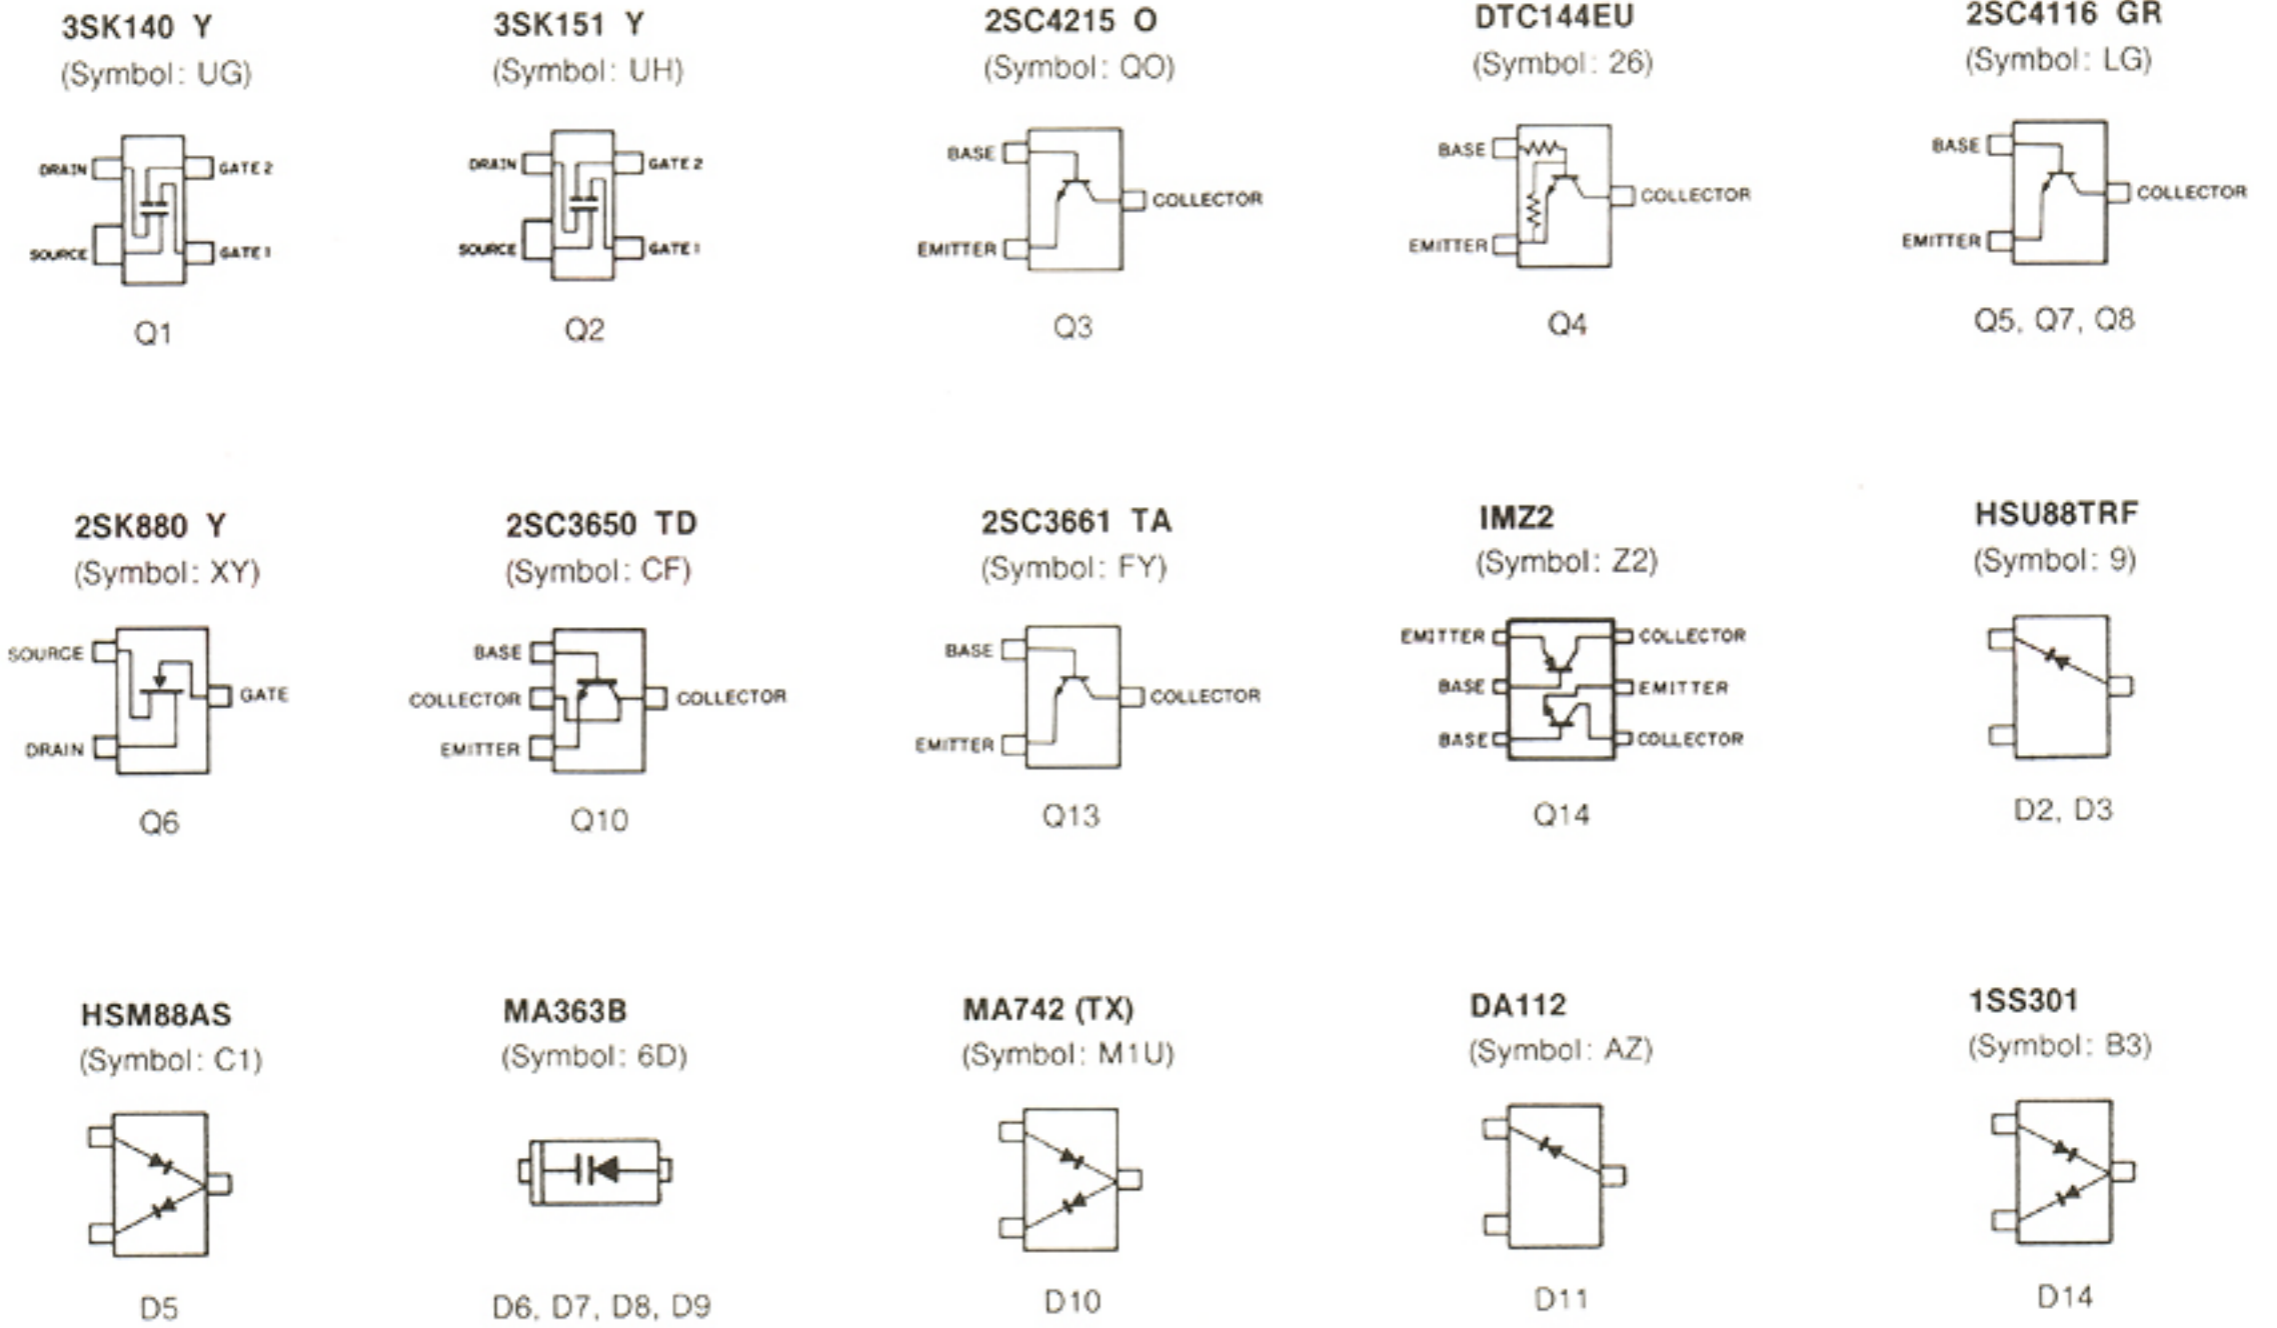 3SK140 Y
(Symbol: UG)
DRAIN
GATE 2
SOURCE
GATE 1
Q1
3SK151 Y
(Symbol: UH)
DRAIN
GATE 2
SOURCE
GATE 1
Q2
2SC4215 O
(Symbol: QO)
BASE
COLLECTOR
EMITTER
Q3
DTC144EU
(Symbol: 26)
BASE
COLLECTOR
EMITTER
Q4
2SC4116 GR
(Symbol: LG)
BASE
COLLECTOR
EMITTER
Q5, Q7, Q8
2SK880 Y
(Symbol: XY)
SOURCE
GATE
DRAIN
Q6
2SC3650 TD
(Symbol: CF)
BASE
COLLECTOR
COLLECTOR
EMITTER
Q10
2SC3661 TA
(Symbol: FY)
BASE
COLLECTOR
EMITTER
Q13
IMZ2
(Symbol: Z2)
EMITTER
COLLECTOR
BASE
EMITTER
BASE
COLLECTOR
Q14
HSU88TRF
(Symbol: 9)
D2, D3
HSM88AS
(Symbol: C1)
D5
MA363B
(Symbol: 6D)
D6, D7, D8, D9
MA742 (TX)
(Symbol: M1U)
D10
DA112
(Symbol: AZ)
D11
1SS301
(Symbol: B3)
D14